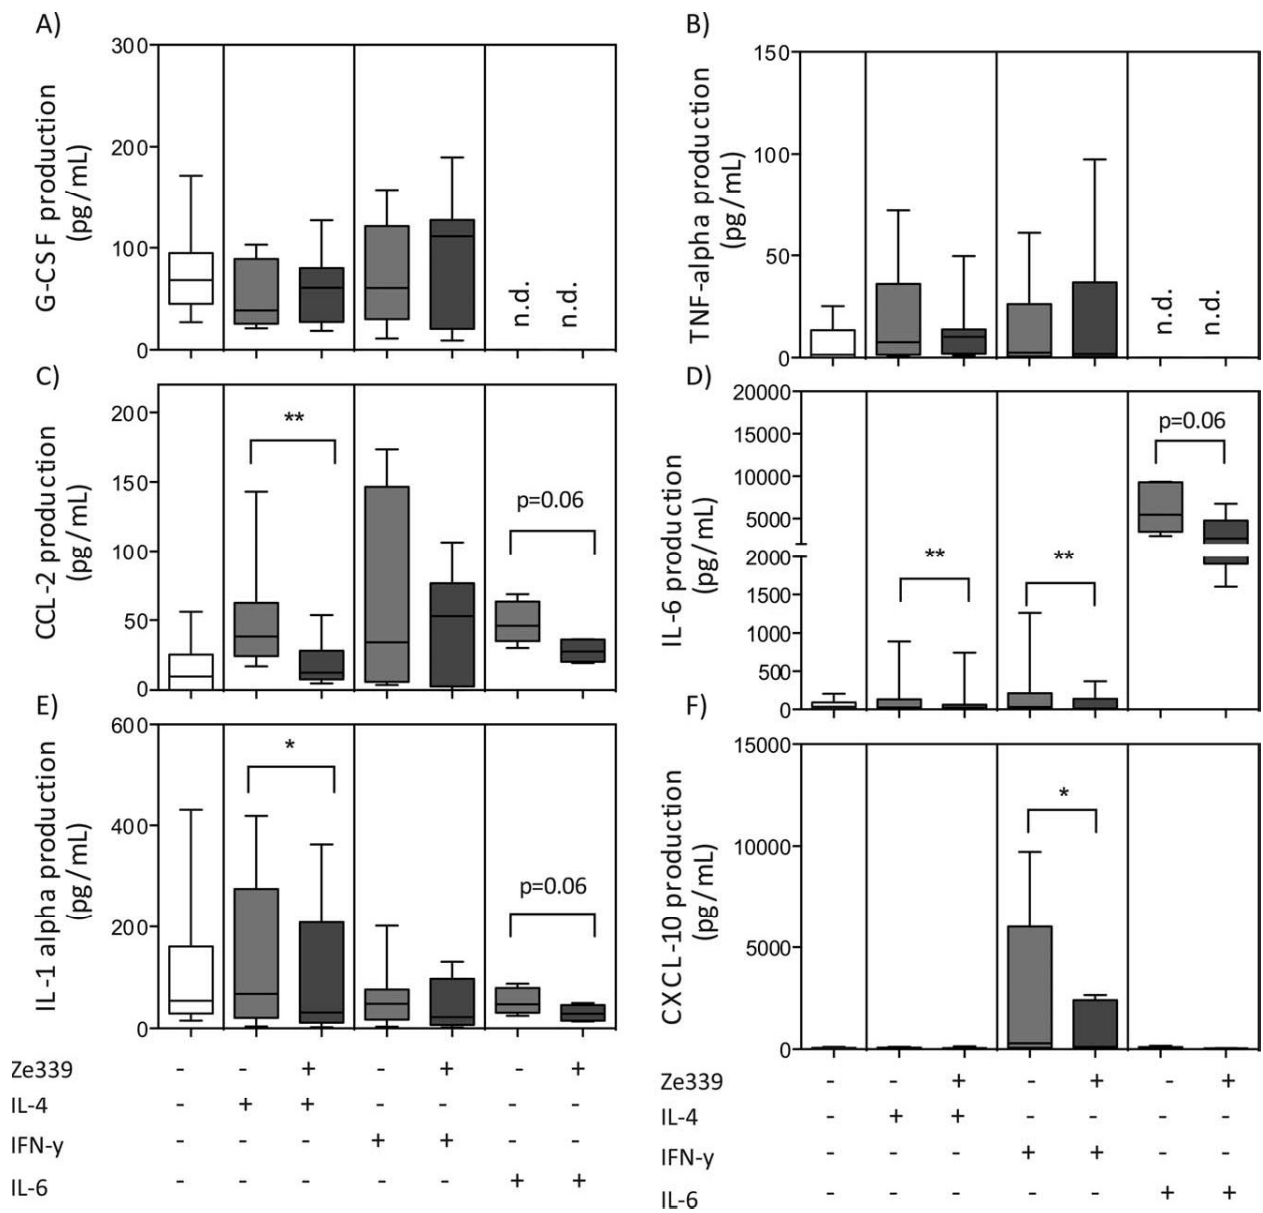 A)
G-CSF production
(pg/mL)
300
200
100
0
n.d.
n.d.
B)
TNF-alpha production
(pg/mL)
150
100
50
0
n.d.
n.d.
C)
CCL-2 production
(pg/mL)
200
150
100
50
0
**
p=0.06
D)
IL-6 production
(pg/mL)
20000
15000
10000
5000
2000
1500
1000
500
0
**
**
p=0.06
E)
IL-1 alpha production
(pg/mL)
600
400
200
0
*
p=0.06
F)
CXCL-10 production
(pg/mL)
15000
10000
5000
0
*
Ze339 - - + - + - +
IL-4 - + + - - - -
IFN-y - - - + + - -
IL-6 - - - - - + +
Ze339 - - + - + - +
IL-4 - + + - - - -
IFN-y - - - + + - -
IL-6 - - - - - + +